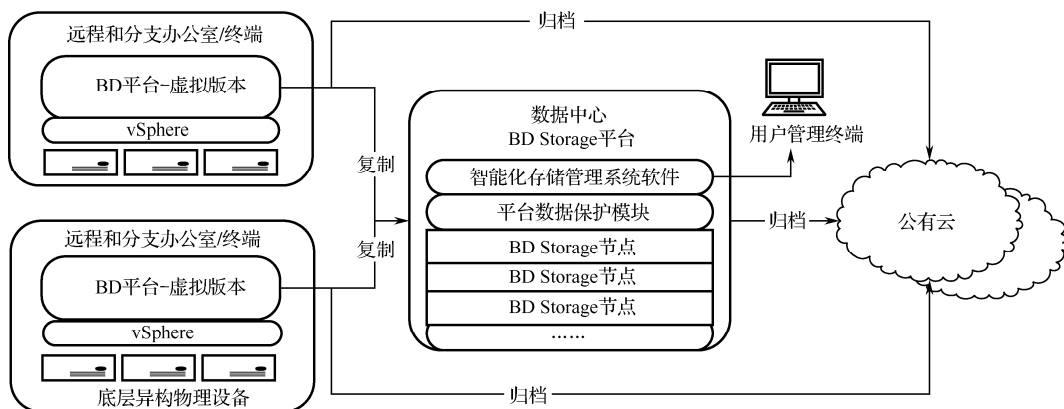 远程和分支办公室/终端
BD平台-虚拟版本
vSphere
归档
复制
数据中心
BD Storage平台
智能化存储管理系统软件
平台数据保护模块
BD Storage节点
BD Storage节点
BD Storage节点
……
用户管理终端
归档
公有云
远程和分支办公室/终端
复制
BD平台-虚拟版本
vSphere
底层异构物理设备
归档